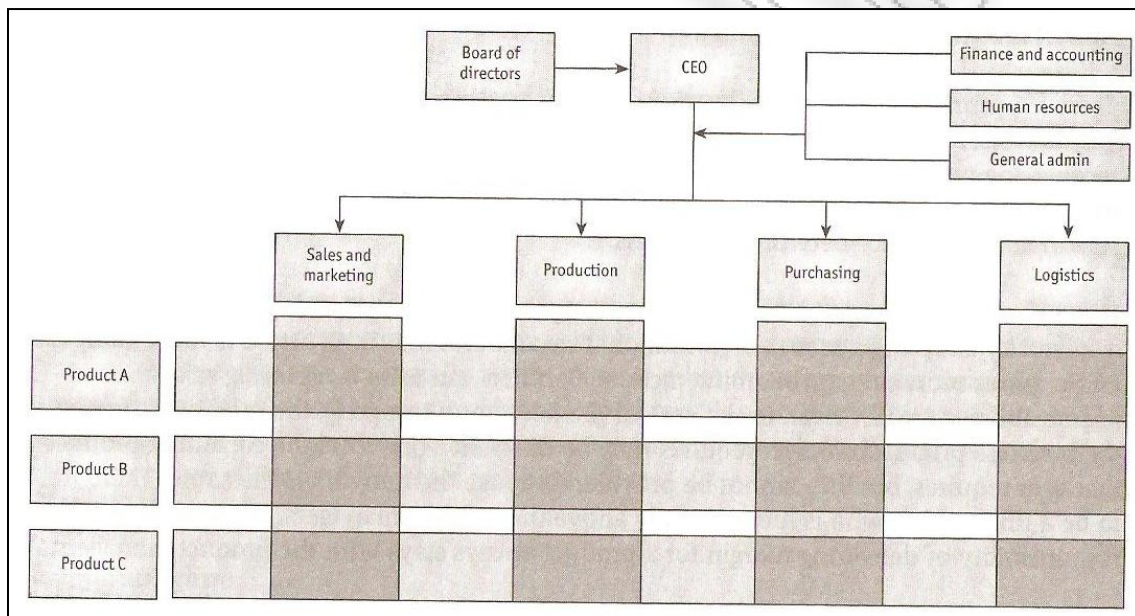 Board of
directors
CEO
Finance and accounting
Human resources
General admin
Sales and
marketing
Production
Purchasing
Logistics
Product A
Product B
Product C